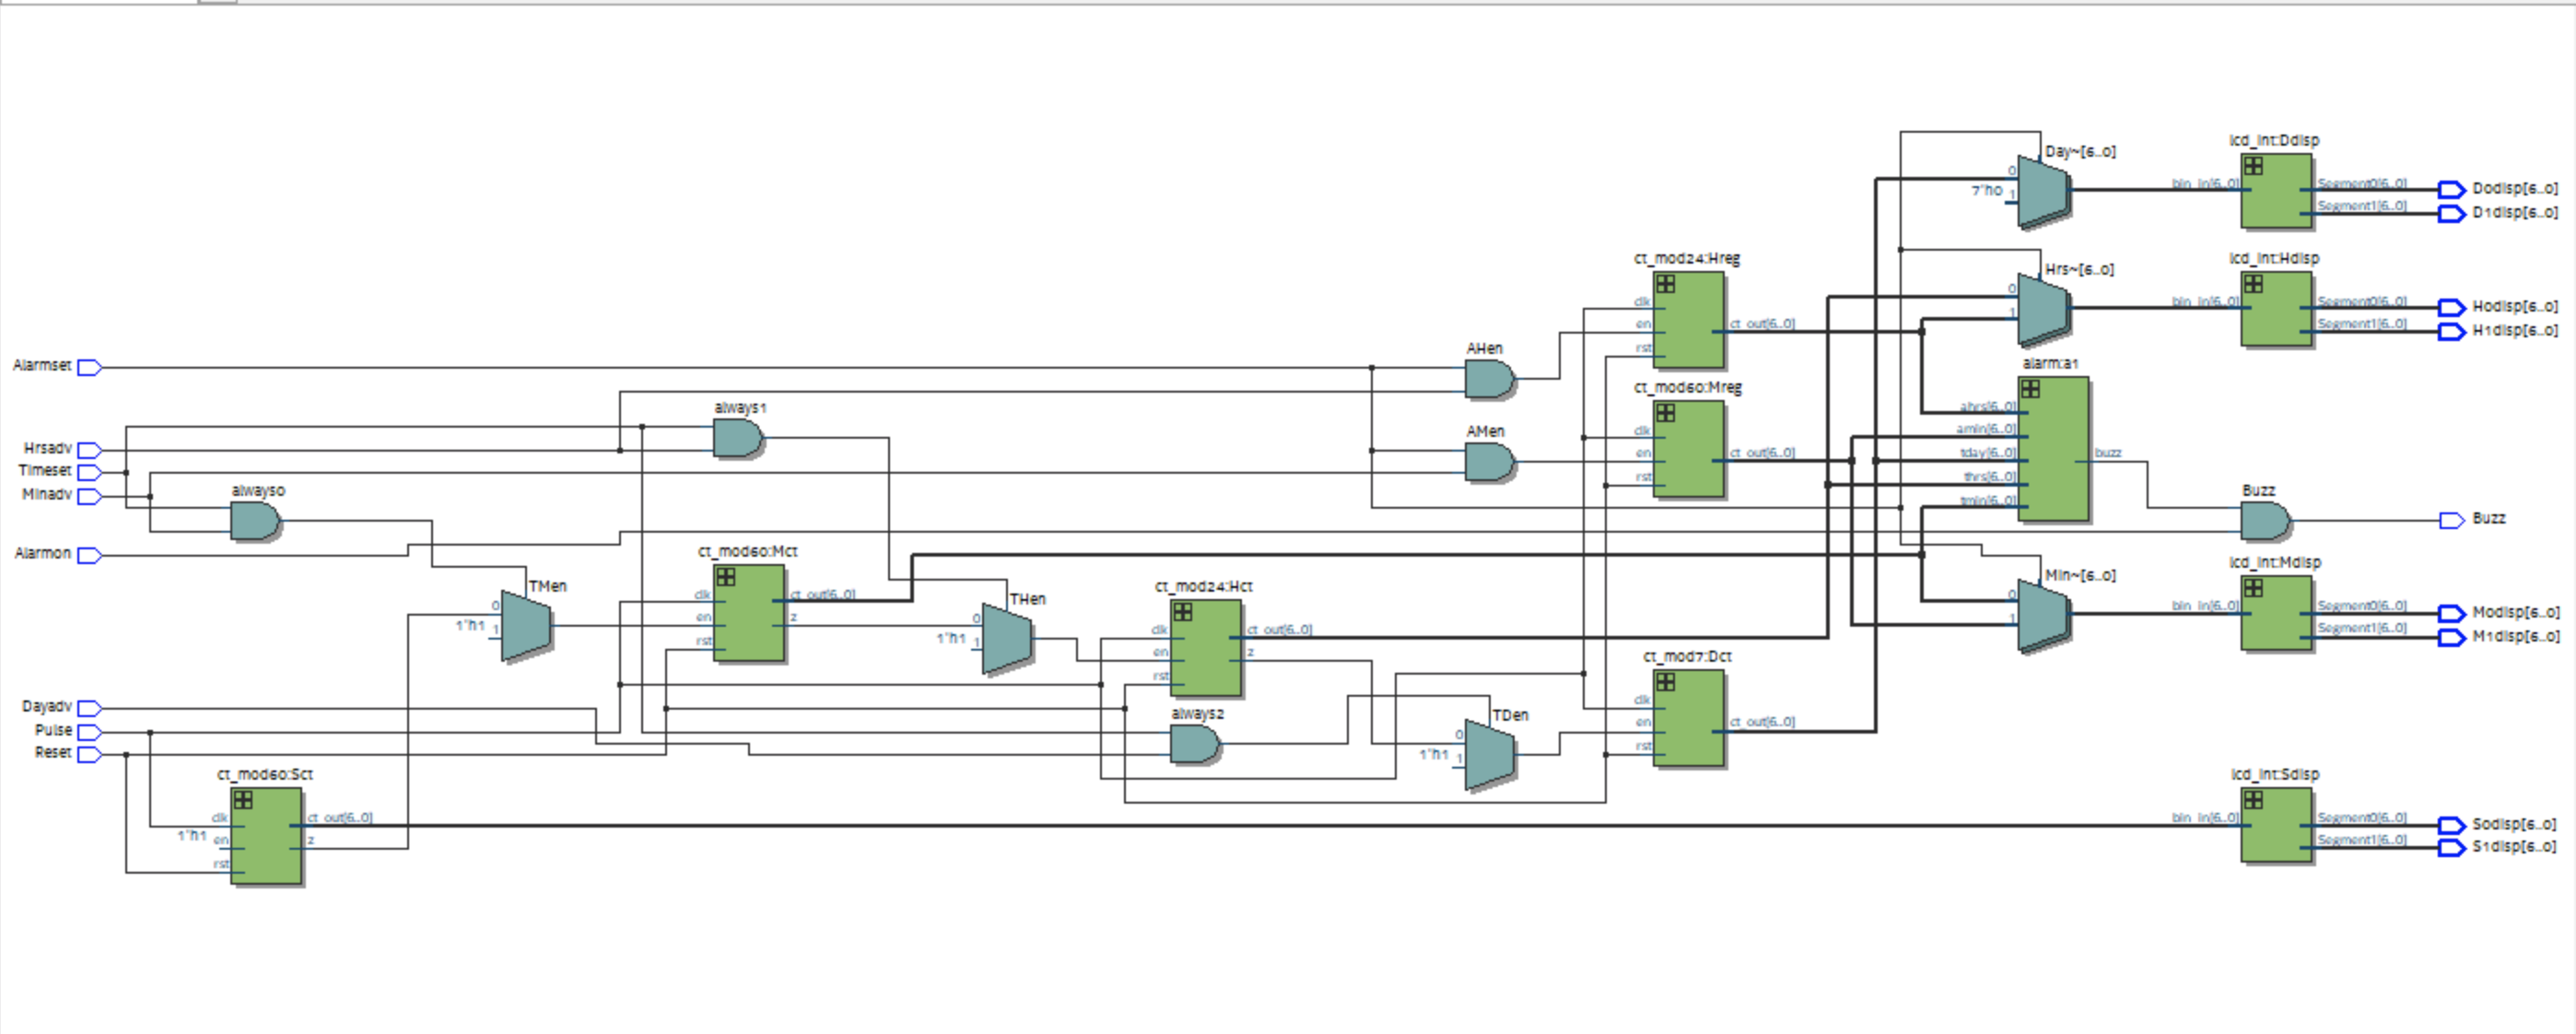 Day~[6..0]
0
7'h0
1
lcd_int:Ddisp
bin_in[6..0]
Segment0[6..0]
Segment1[6..0]
D0disp[6..0]
D1disp[6..0]
ct_mod24:Hreg
clk
en
rst
ct_out[6..0]
Hrs~[6..0]
0
1
lcd_int:Hdisp
bin_in[6..0]
Segment0[6..0]
Segment1[6..0]
H0disp[6..0]
H1disp[6..0]
Alarmset
AHen
ct_mod60:Mreg
clk
en
rst
ct_out[6..0]
alarm:a1
ahrs[6..0]
amin[6..0]
tday[6..0]
thrs[6..0]
tmin[6..0]
buzz
Hrsadv
Timeset
Minadv
always1
AMen
always0
Buzz
Buzz
Alarmon
TMen
0
1'h1
1
ct_mod60:Mct
clk
en
rst
ct_out[6..0]
z
THen
0
1'h1
1
ct_mod24:Hct
clk
en
rst
ct_out[6..0]
z
Min~[6..0]
0
1
lcd_int:Mdisp
bin_in[6..0]
Segment0[6..0]
Segment1[6..0]
M0disp[6..0]
M1disp[6..0]
Dayadv
Pulse
Reset
always2
TDen
0
1'h1
1
ct_mod7:Dct
clk
en
rst
ct_out[6..0]
ct_mod60:Sct
clk
1'h1
en
rst
ct_out[6..0]
z
lcd_int:Sdisp
bin_in[6..0]
Segment0[6..0]
Segment1[6..0]
S0disp[6..0]
S1disp[6..0]